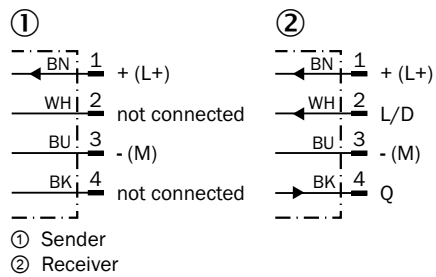 ① ②
BN 1 + (L+)
WH 2 not connected
BU 3 - (M)
BK 4 not connected
BN 1 + (L+)
WH 2 L/D
BU 3 - (M)
BK 4 Q
① Sender
② Receiver